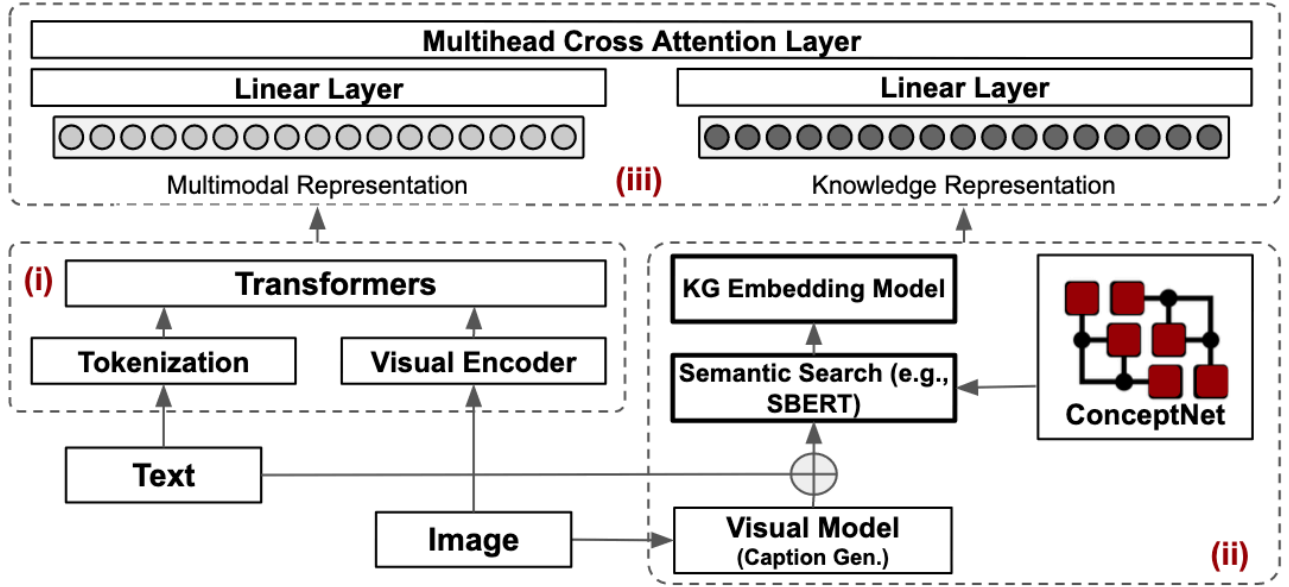 Multihead Cross Attention Layer
Linear Layer
Linear Layer
Multimodal Representation
(iii)
Knowledge Representation
(i)
Transformers
Tokenization
Visual Encoder
Text
Image
KG Embedding Model
Semantic Search (e.g.,
SBERT)
ConceptNet
Visual Model
(Caption Gen.)
(ii)